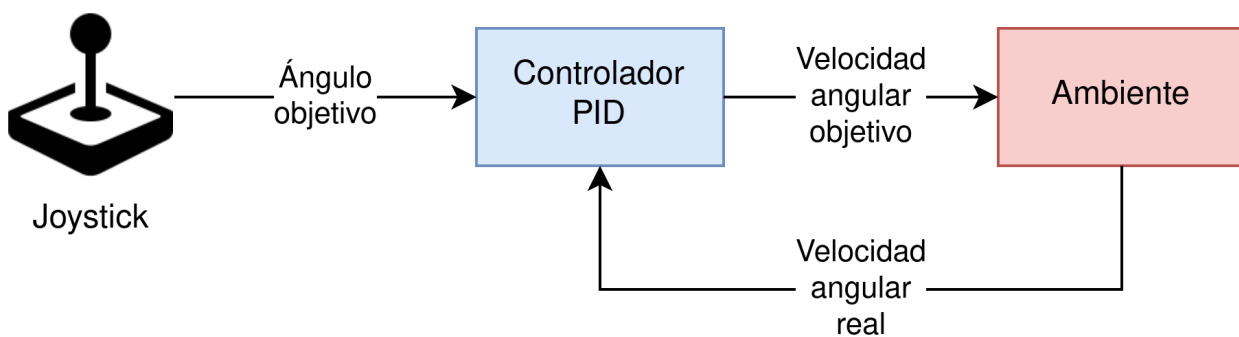 Joystick
Ángulo
objetivo
Controlador
PID
Velocidad
angular
objetivo
Ambiente
Velocidad
angular
real